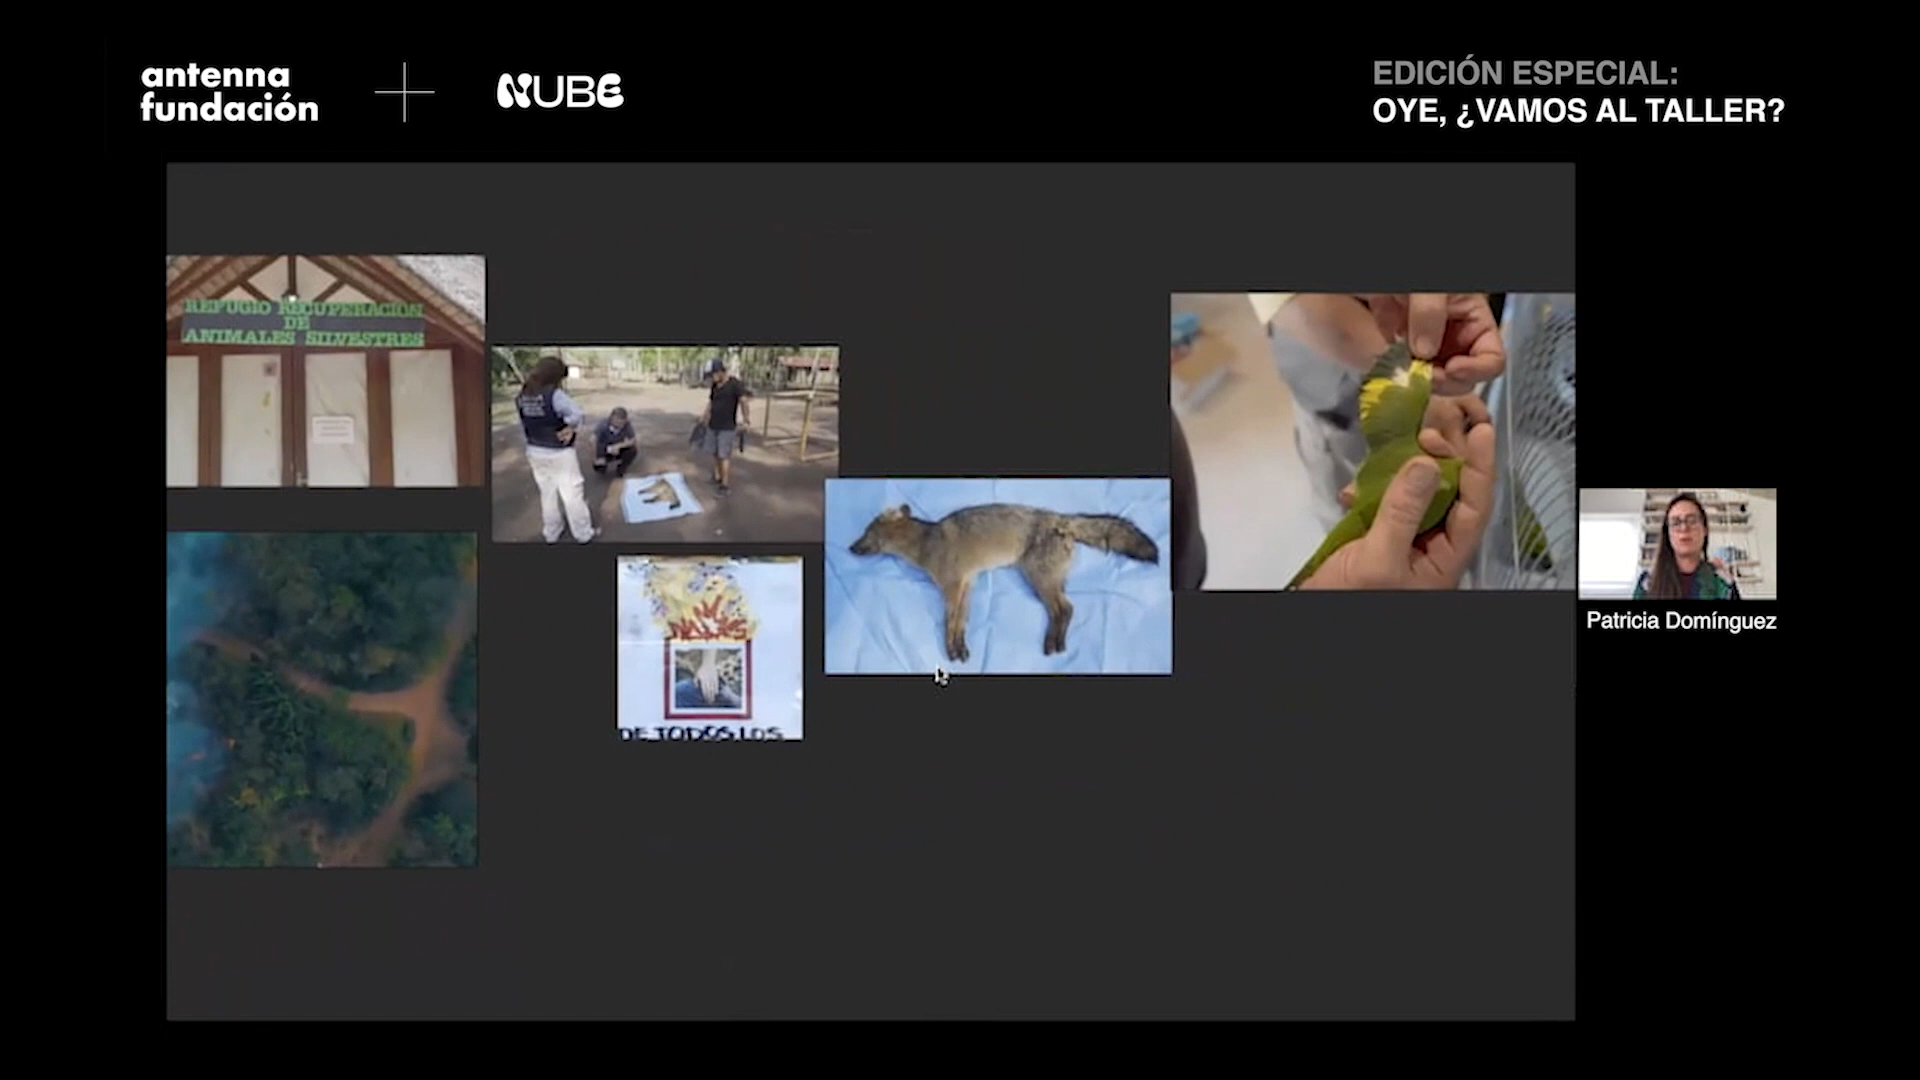 antenna
fundación
NUBE
EDICIÓN ESPECIAL:
OYE, ¿VAMOS AL TALLER?
REFUGIO RECUPERACION
DE
ANIMALES SILVESTRES
DE TODOS LOS
Patricia Domínguez